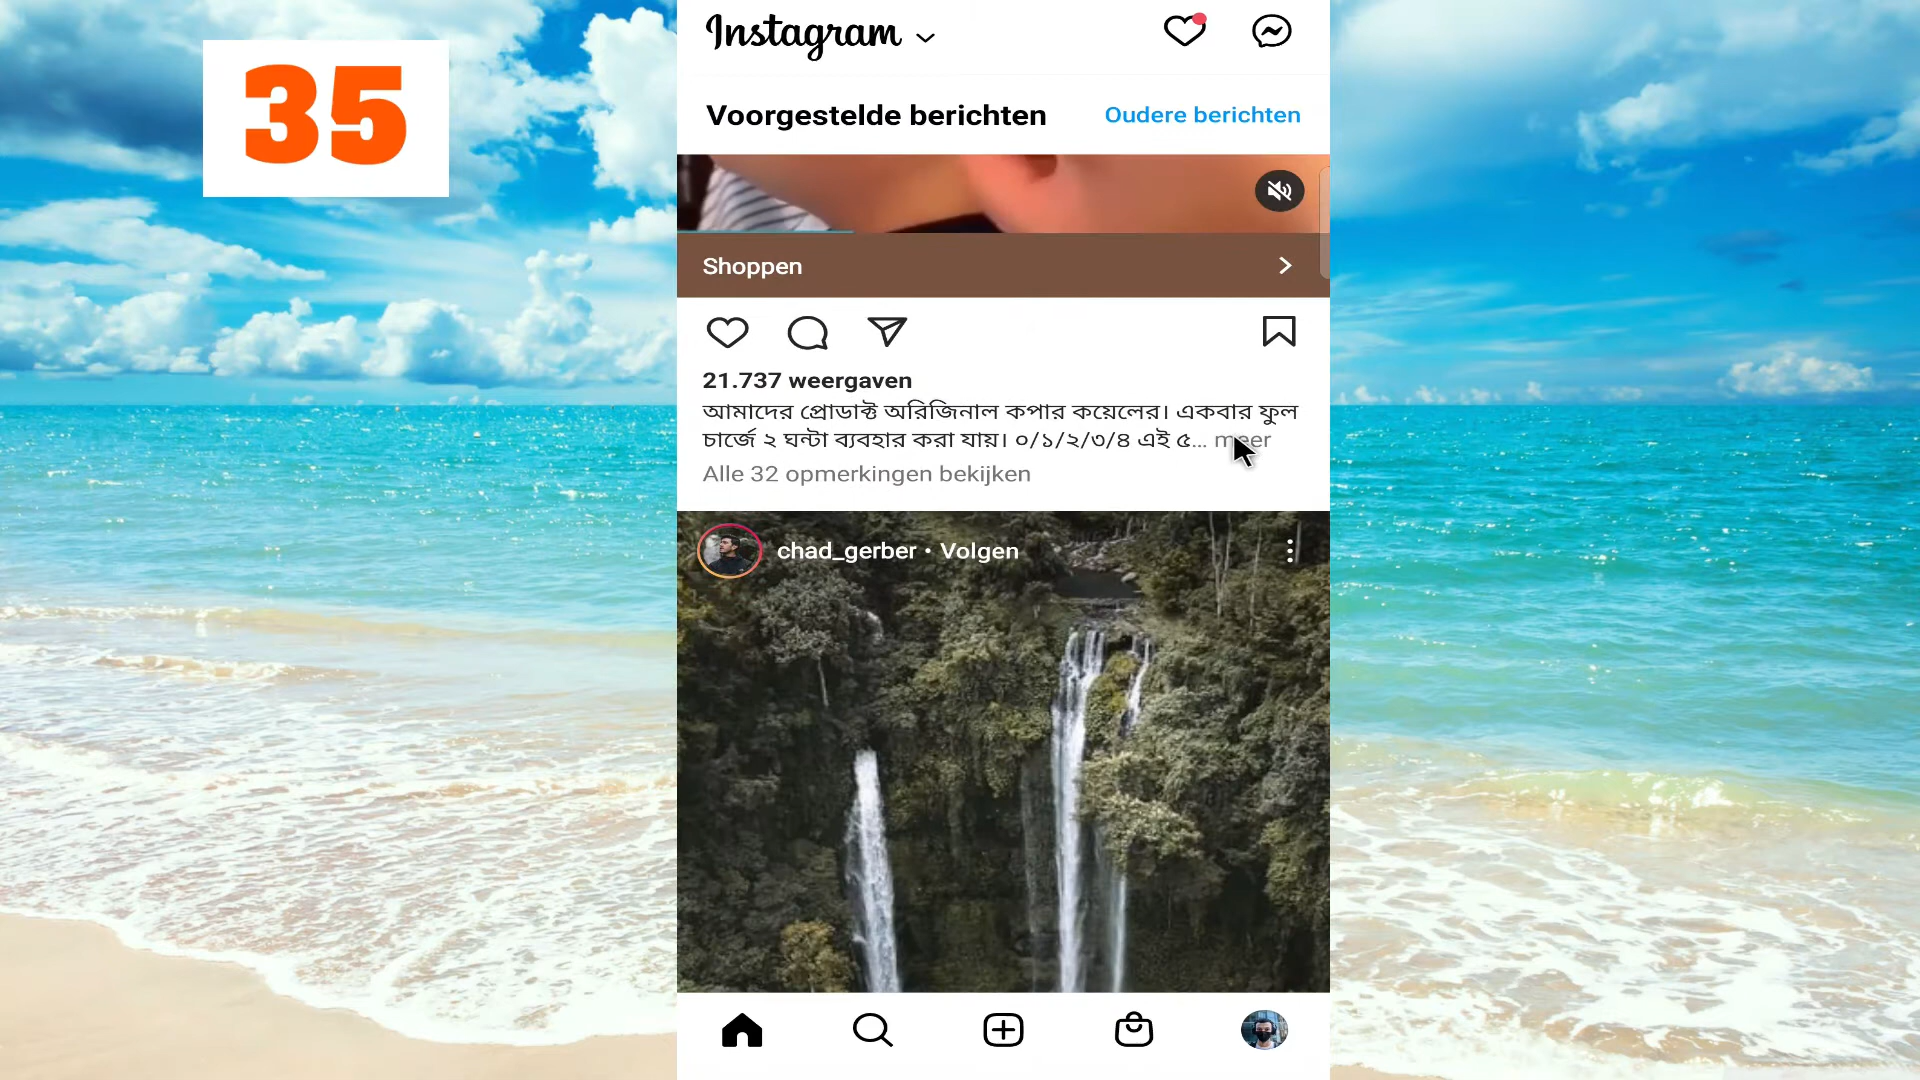 35
Instagram
Voorgestelde berichten
Oudere berichten
Shoppen
21.737 weergaven
আমাদের প্রোডাক্ট অরিজিনাল কপার কয়েলের। একবার ফুল
চার্জে ২ ঘন্টা ব্যবহার করা যায়। ০/১/২/৩/৪ এই ৫... meer
Alle 32 opmerkingen bekijken
chad_gerber • Volgen